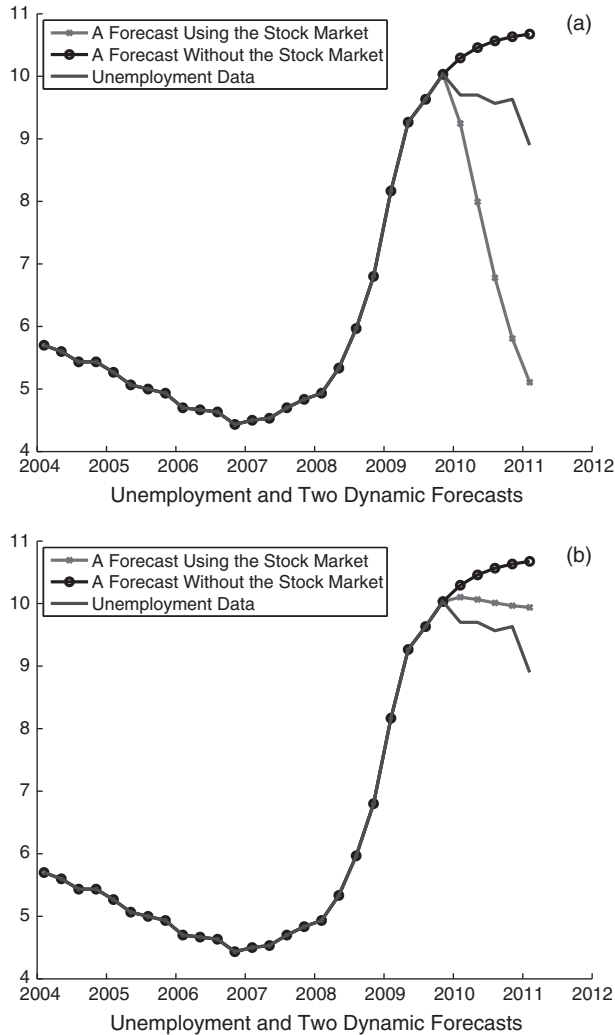 11
10
9
8
7
6
5
4
A Forecast Using the Stock Market
A Forecast Without the Stock Market
Unemployment Data
(a)
2004 2005 2006 2007 2008 2009 2010 2011 2012
Unemployment and Two Dynamic Forecasts
11
10
9
8
7
6
5
4
A Forecast Using the Stock Market
A Forecast Without the Stock Market
Unemployment Data
(b)
2004 2005 2006 2007 2008 2009 2010 2011 2012
Unemployment and Two Dynamic Forecasts